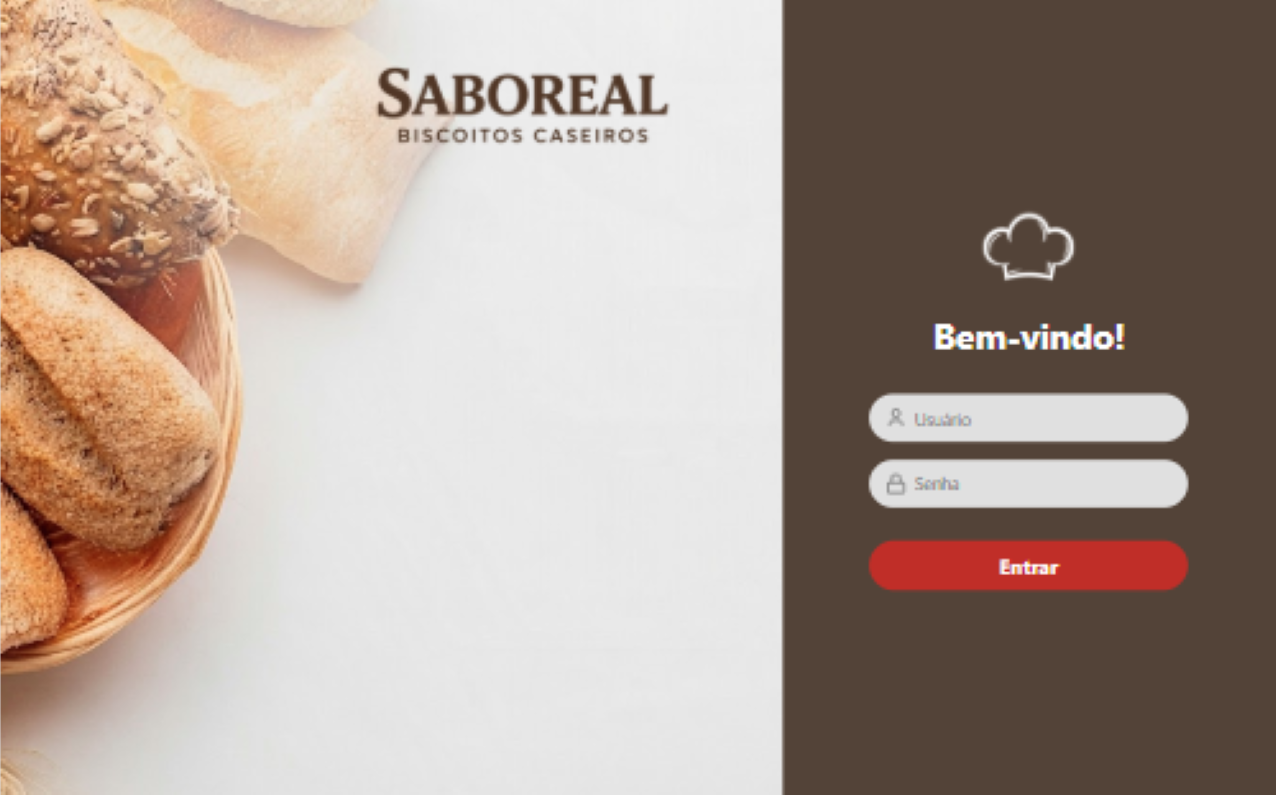 SABOREAL
BISCOITOS CASEIROS
Bem-vindo!
Usuário
Senha
Entrar